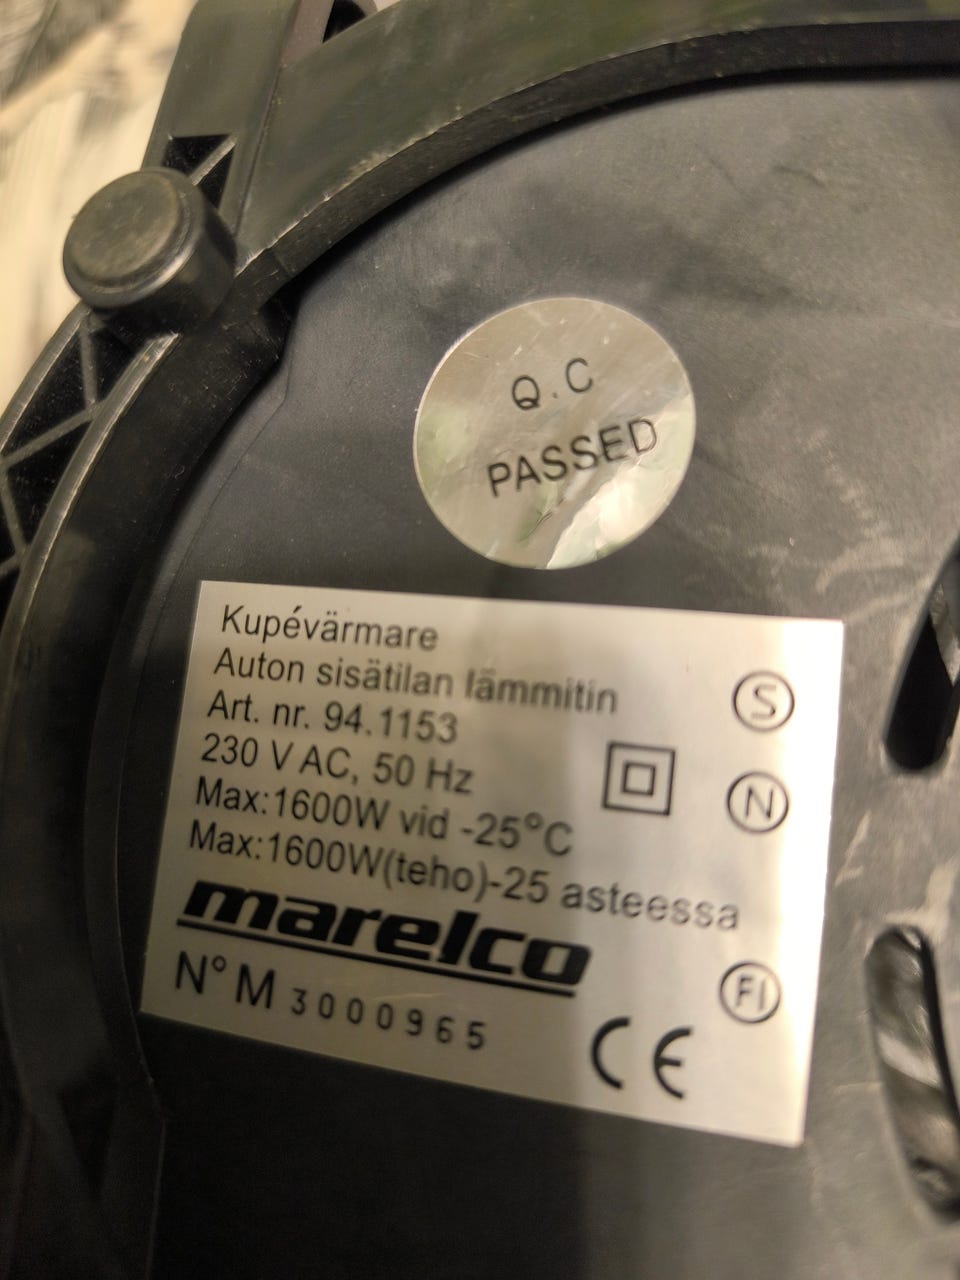 Q.C
PASSED
Kupévärmare
Auton sisätilan lämmitin
Art. nr. 94.1153
230 V AC, 50 Hz
Max:1600W vid -25°C
Max:1600W(teho)-25 asteessa
marelco
N° M 3000965
S
N
FI
CE